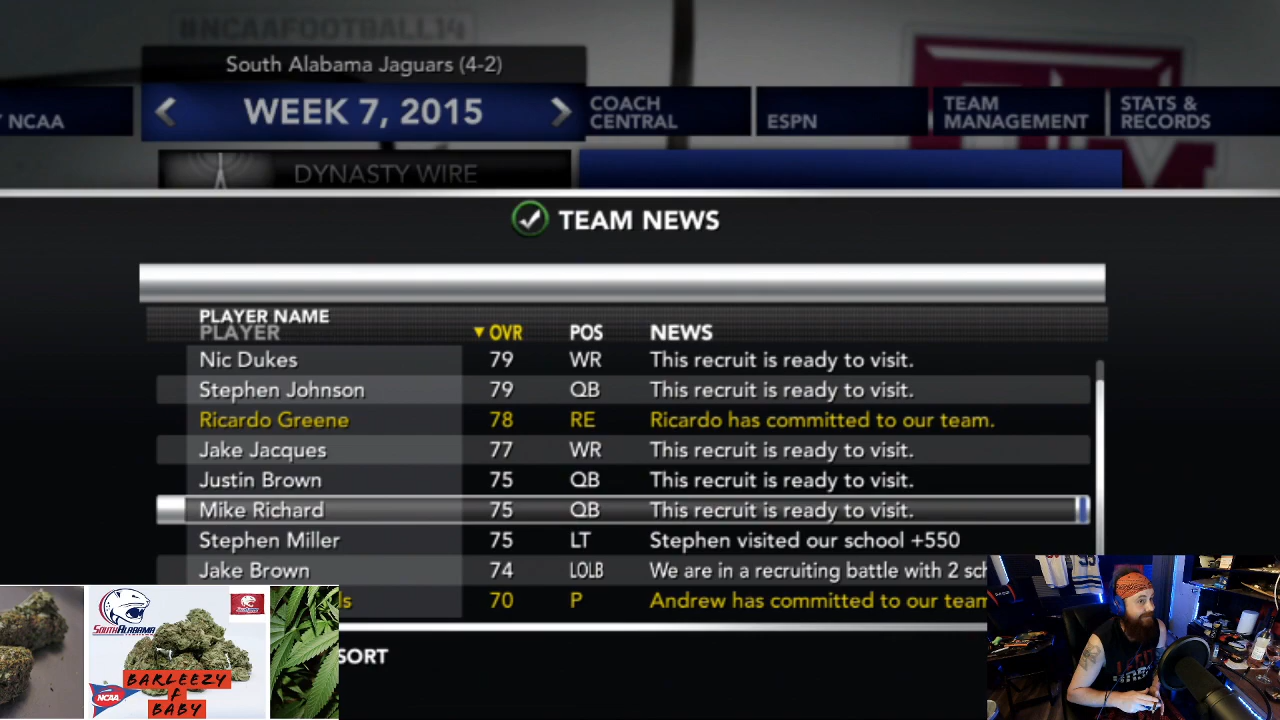 #NCAAFOOTBALL14
South Alabama Jaguars (4-2)
NCAA
WEEK 7, 2015
COACH CENTRAL
ESPN
TEAM MANAGEMENT
STATS & RECORDS
DYNASTY WIRE
TEAM NEWS
PLAYER NAME
PLAYER OVR POS NEWS
Nic Dukes 79 WR This recruit is ready to visit.
Stephen Johnson 79 QB This recruit is ready to visit.
Ricardo Greene 78 RE Ricardo has committed to our team.
Jake Jacques 77 WR This recruit is ready to visit.
Justin Brown 75 QB This recruit is ready to visit.
Mike Richard 75 QB This recruit is ready to visit.
Stephen Miller 75 LT Stephen visited our school +550
Jake Brown 74 LOLB We are in a recruiting battle with 2 sch
ls 70 P Andrew has committed to our team
SORT
SOUTH ALABAMA
NCAA
BARLEEZY
F
BABY